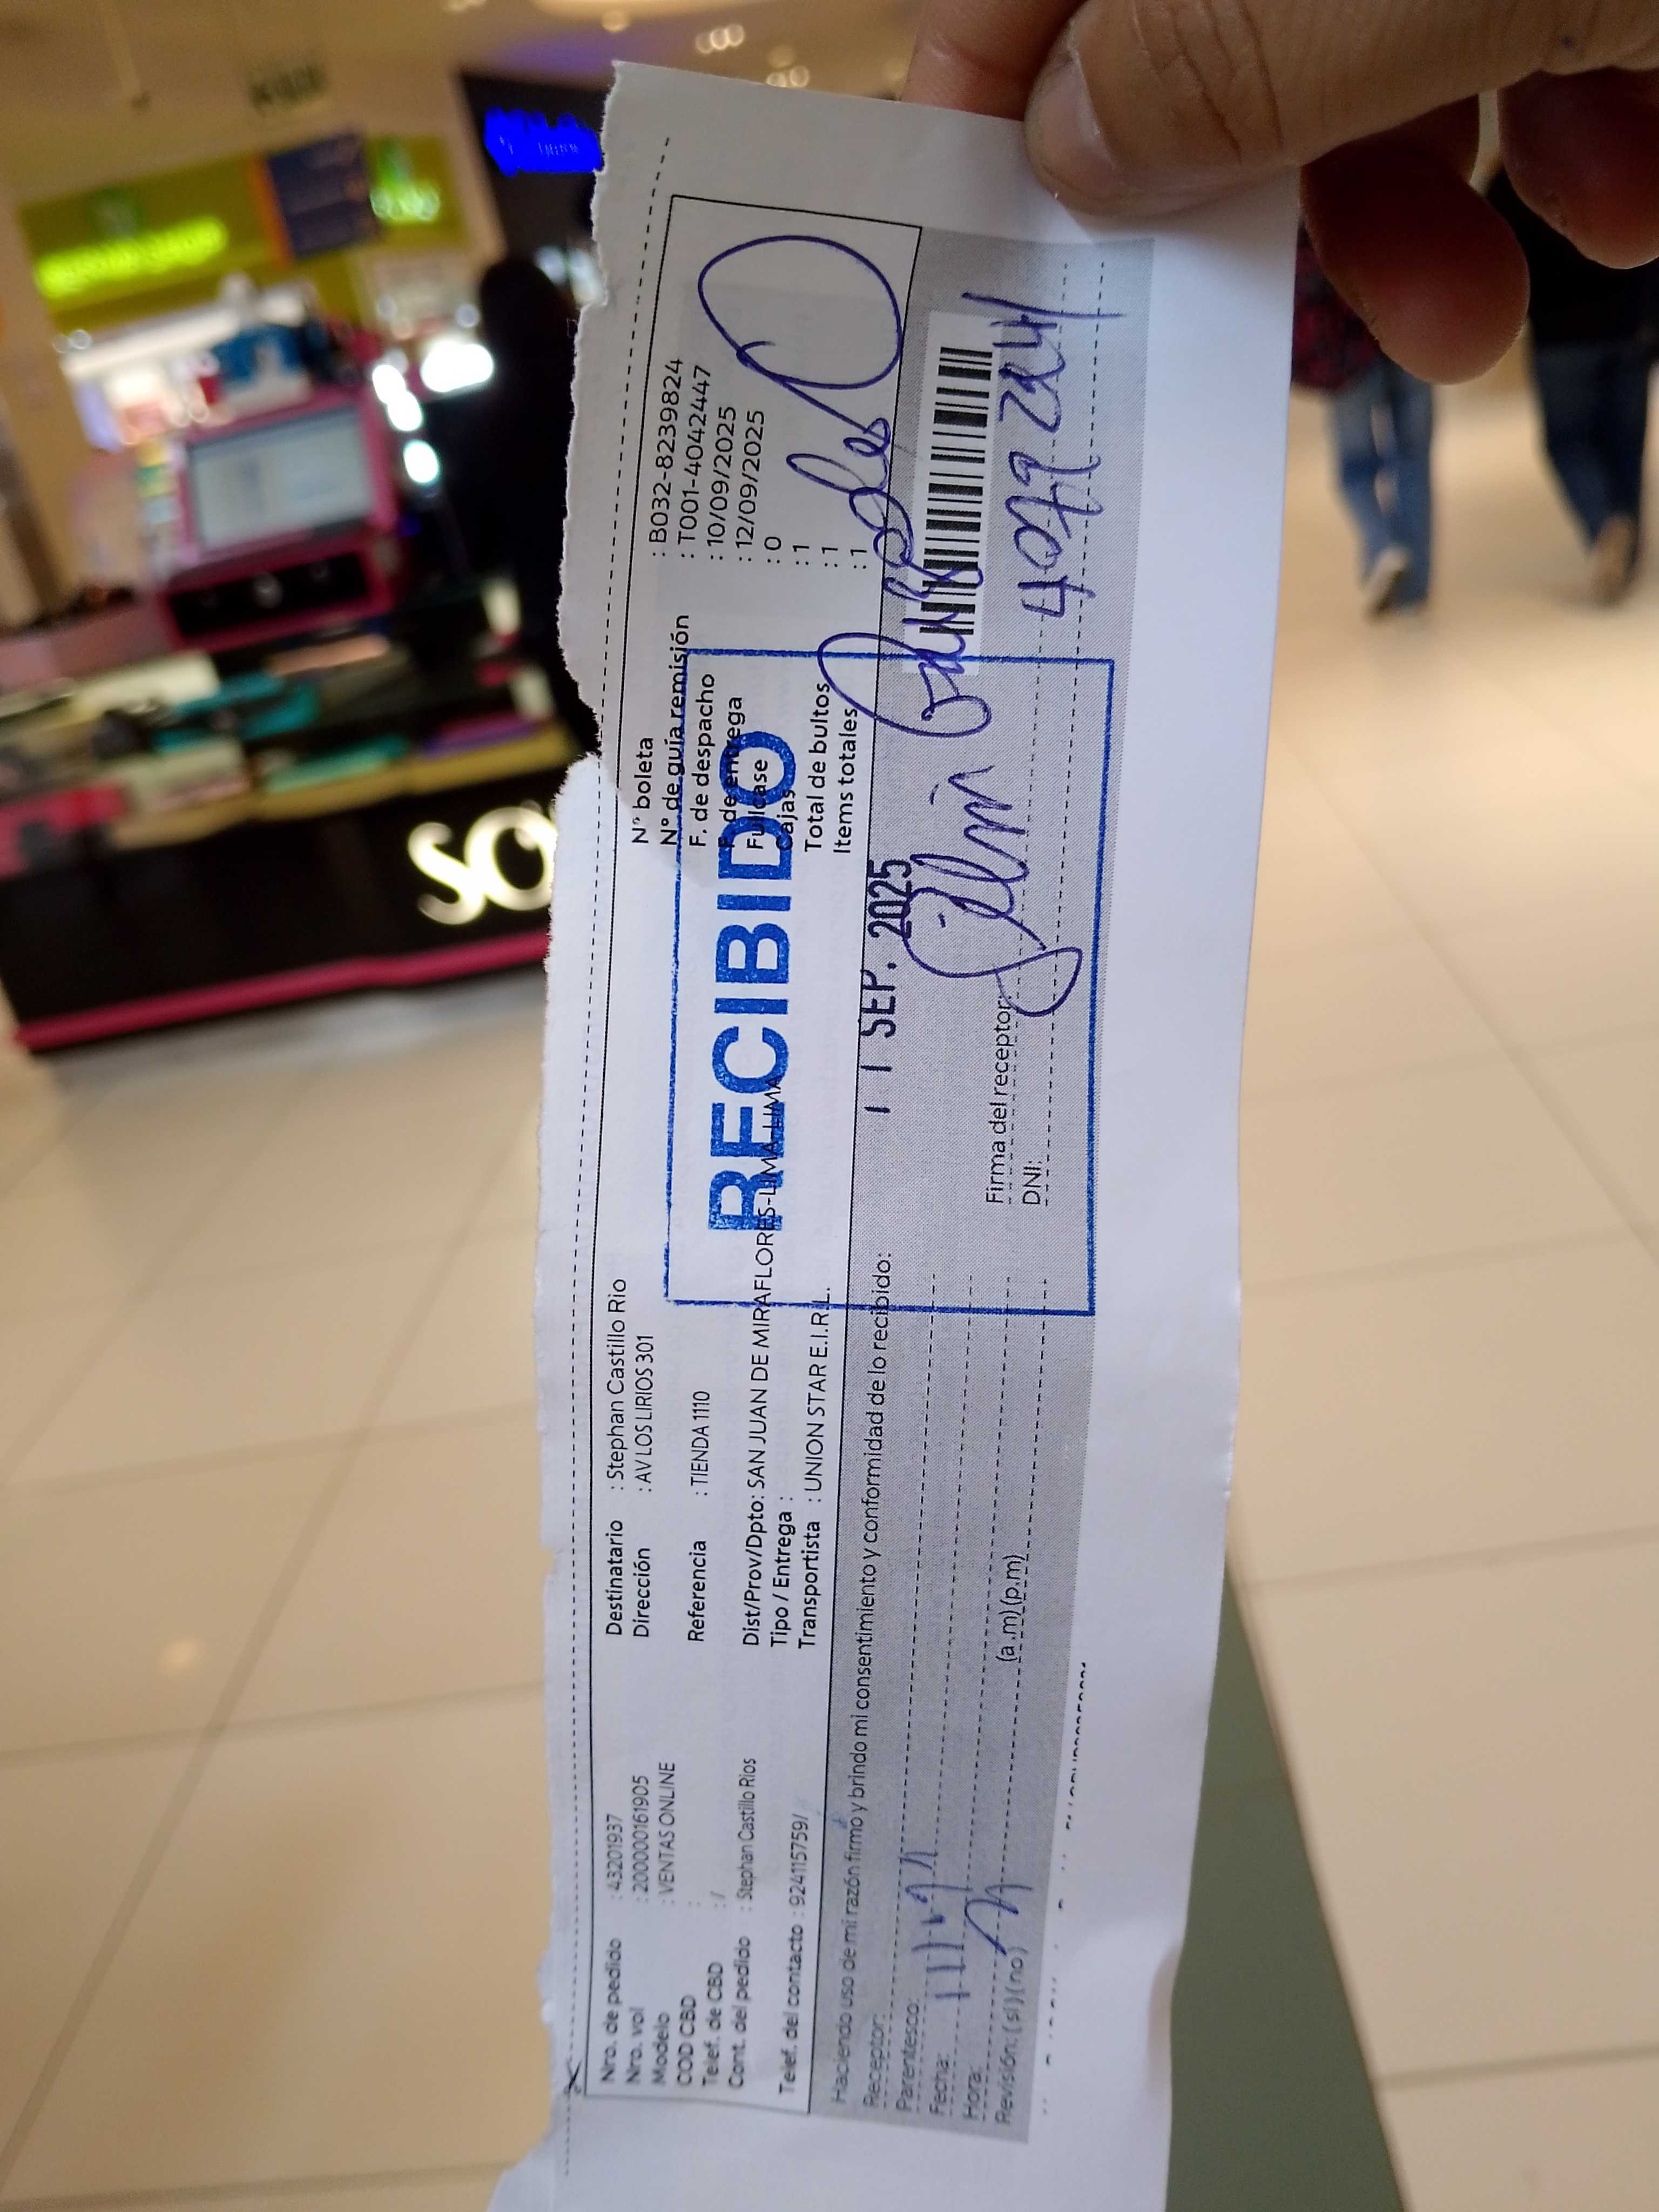 Nro. de pedido : 43201937
Nro. vol : 200000161905
Modelo : VENTAS ONLINE
COD CBD :
Telef. de CBD : /
Cont. del pedido : Stephan Castillo Rios
Telef. del contacto : 924115759/
Destinatario : Stephan Castillo Rio
Dirección : AV LOS LIRIOS 301
Referencia : TIENDA 1110
Dist/Prov/Dpto: SAN JUAN DE MIRAFLORES-LIMA-LIMA
Tipo / Entrega :
Transportista : UNION STAR E.I.R.L.
N° boleta : B032-8239824
N° de guía remisión : T001-40422447
F. de despacho : 10/09/2025
F. de entrega : 12/09/2025
Fullcase : 0
Cajas : 1
Total de bultos : 1
Items totales : 1
RECIBIDO
11 SEP. 2025
Haciendo uso de mi razón firmo y brindo mi consentimiento y conformidad de lo recibido:
Receptor:
Parentesco:
Fecha:
Hora: (a.m)(p.m)
Revisión: (si)(no)
Firma del receptor:
DNI:
SO